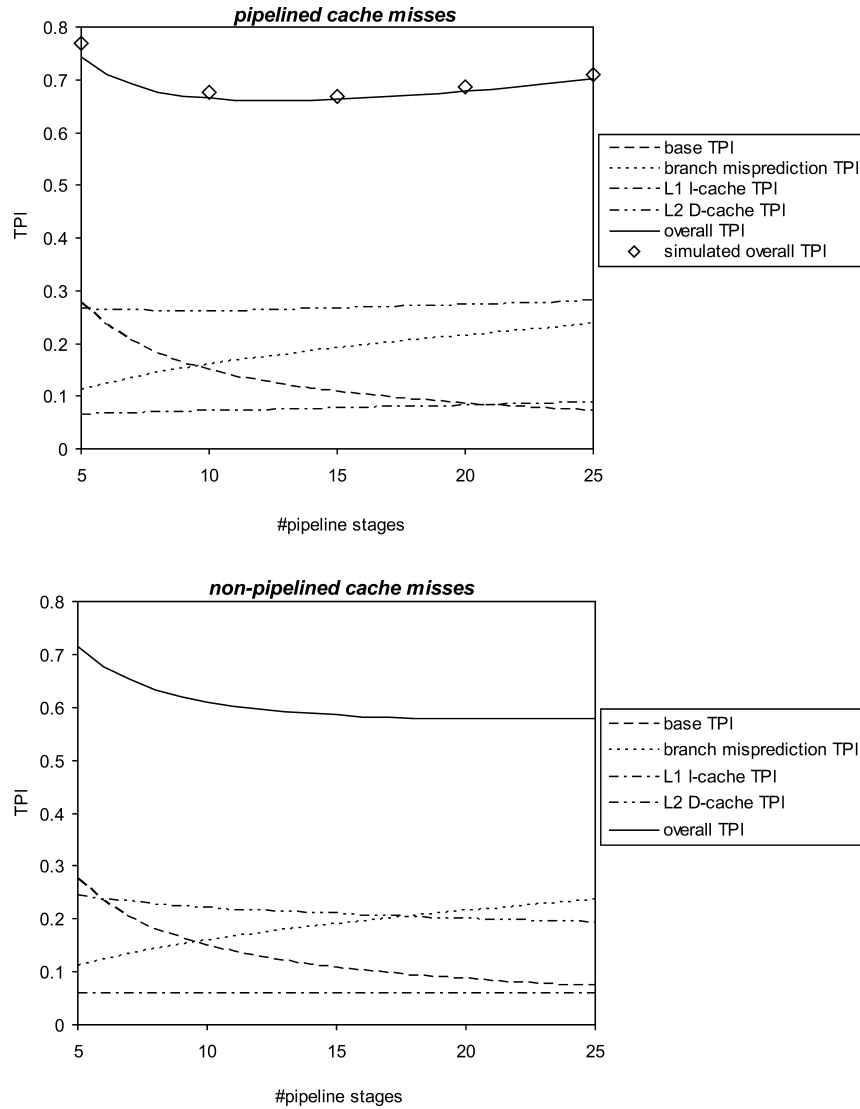 pipelined cache misses
0.8
0.7
0.6
0.5
0.4
0.3
0.2
0.1
0
TPI
5
10
15
20
25
#pipeline stages
base TPI
branch misprediction TPI
L1 I-cache TPI
L2 D-cache TPI
overall TPI
simulated overall TPI
non-pipelined cache misses
0.8
0.7
0.6
0.5
0.4
0.3
0.2
0.1
0
TPI
5
10
15
20
25
#pipeline stages
base TPI
branch misprediction TPI
L1 I-cache TPI
L2 D-cache TPI
overall TPI